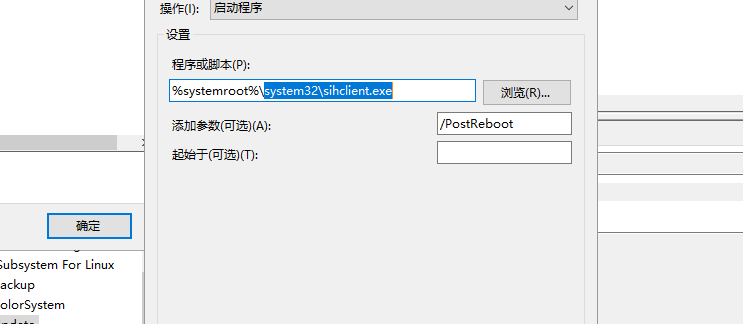 操作(I):
启动程序
设置
程序或脚本(P):
%systemroot%\system32\sihclient.exe
浏览(R)...
添加参数(可选)(A):
/PostReboot
起始于(可选)(T):
确定
Subsystem For Linux
ackup
olorSystem